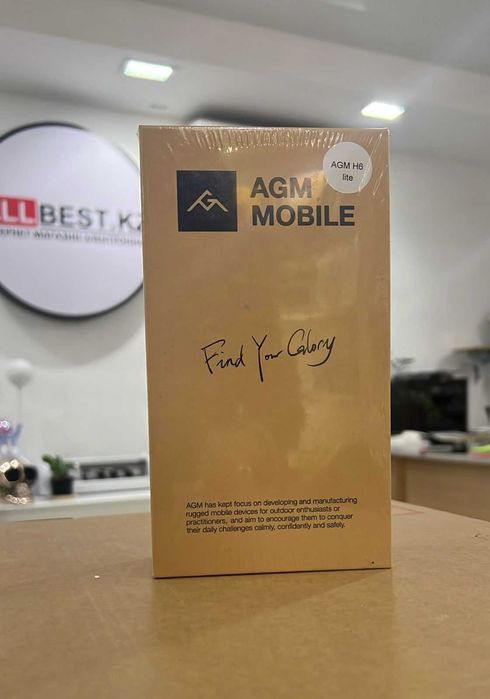 LLBEST.KZ
AGM H6
lite
AGM
MOBILE
Find Your Glory
AGM has kept focus on developing and manufacturing
rugged mobile devices for outdoor enthusiasts or
practitioners, and aim to encourage them to conquer
their daily challenges calmly, confidently and safely.